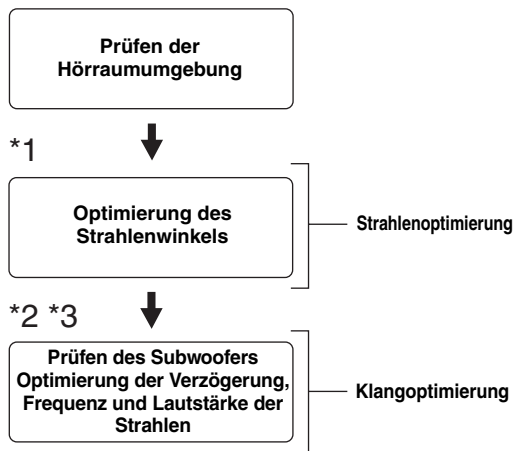 Prüfen der
Hörraumumgebung
*1
Optimierung des
Strahlenwinkels
Strahlenoptimierung
*2 *3
Prüfen des Subwoofers
Optimierung der Verzögerung,
Frequenz und Lautstärke der
Strahlen
Klangoptimierung